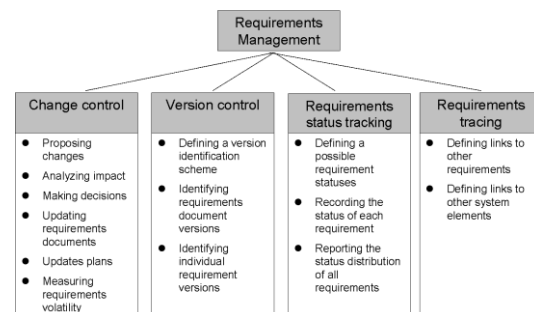 Requirements
Management
Change control
● Proposing
changes
● Analyzing impact
● Making decisions
● Updating
requirements
documents
● Updates plans
● Measuring
requirements
volatility
Version control
● Defining a version
identification
scheme
● Identifying
requirements
document
versions
● Identifying
individual
requirement
versions
Requirements
status tracking
● Defining a
possible
requirement
statuses
● Recording the
status of each
requirement
● Reporting the
status distribution
of all
requirements
Requirements
tracing
● Defining links to
other
requirements
● Defining links to
other system
elements